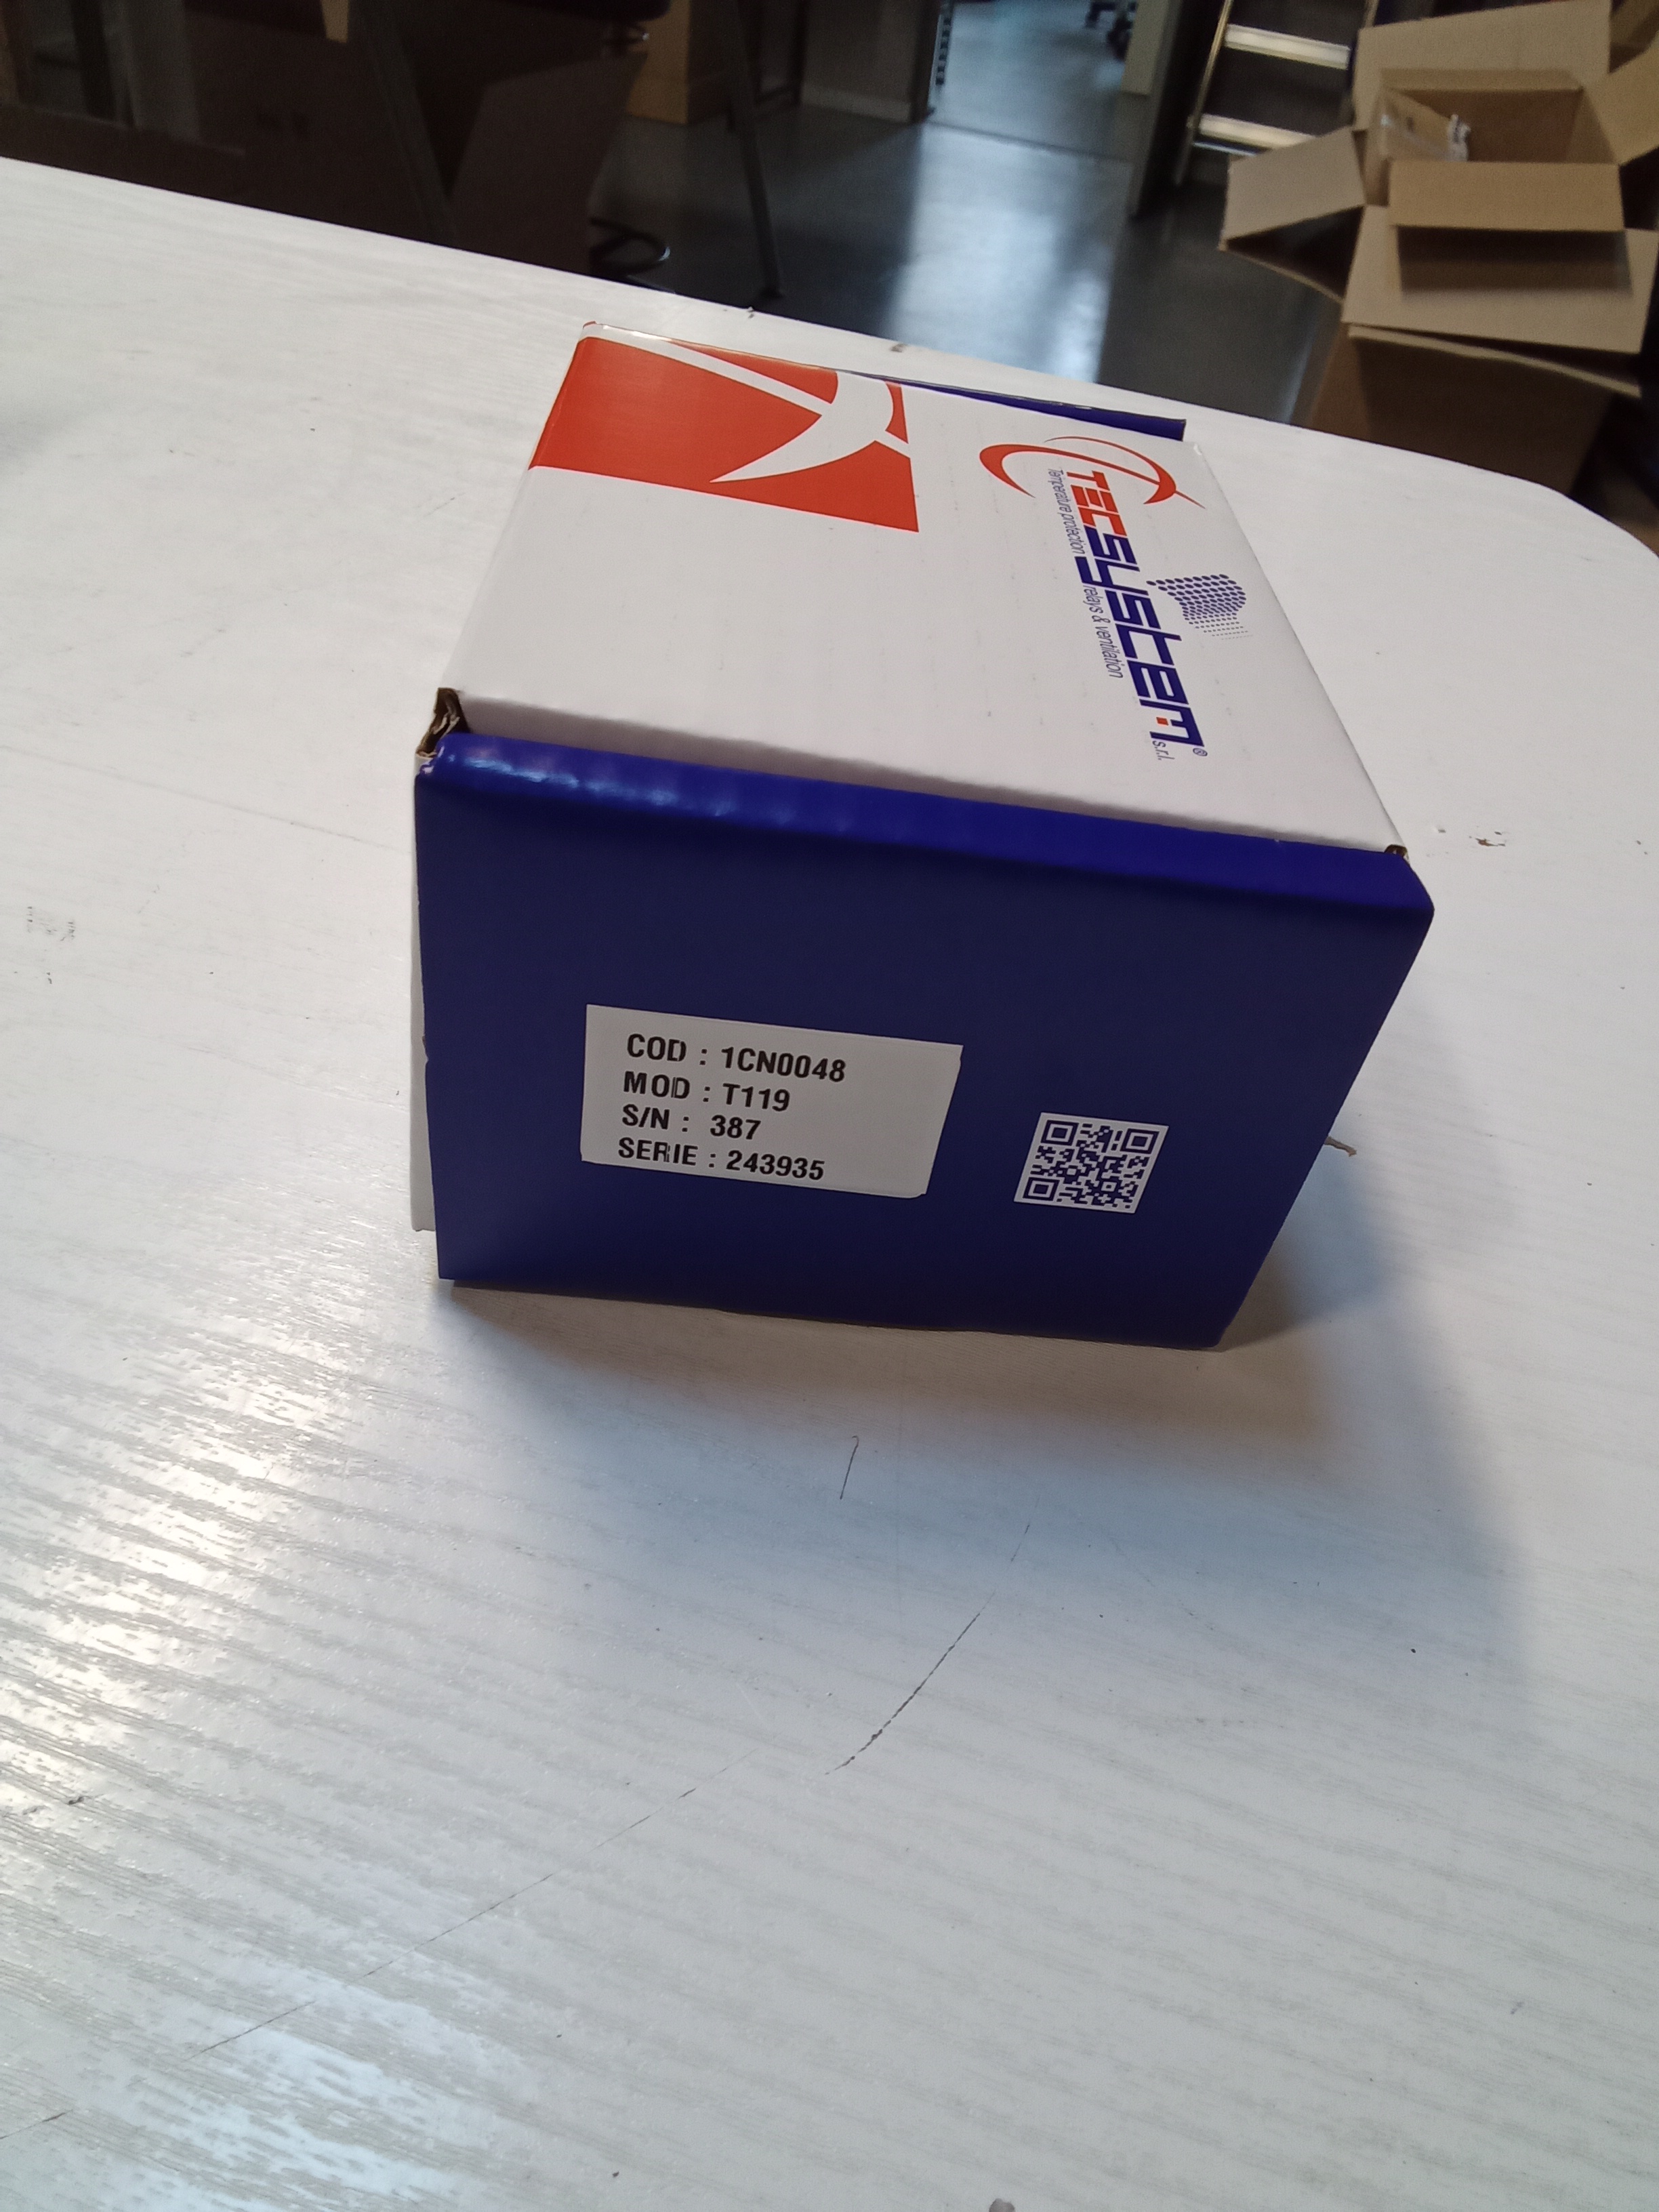 TECSYSTEM® s.r.l.
Temperature protection relays & ventilation
COD : 1CN0048
MOD : T119
S/N : 387
SERIE : 243935